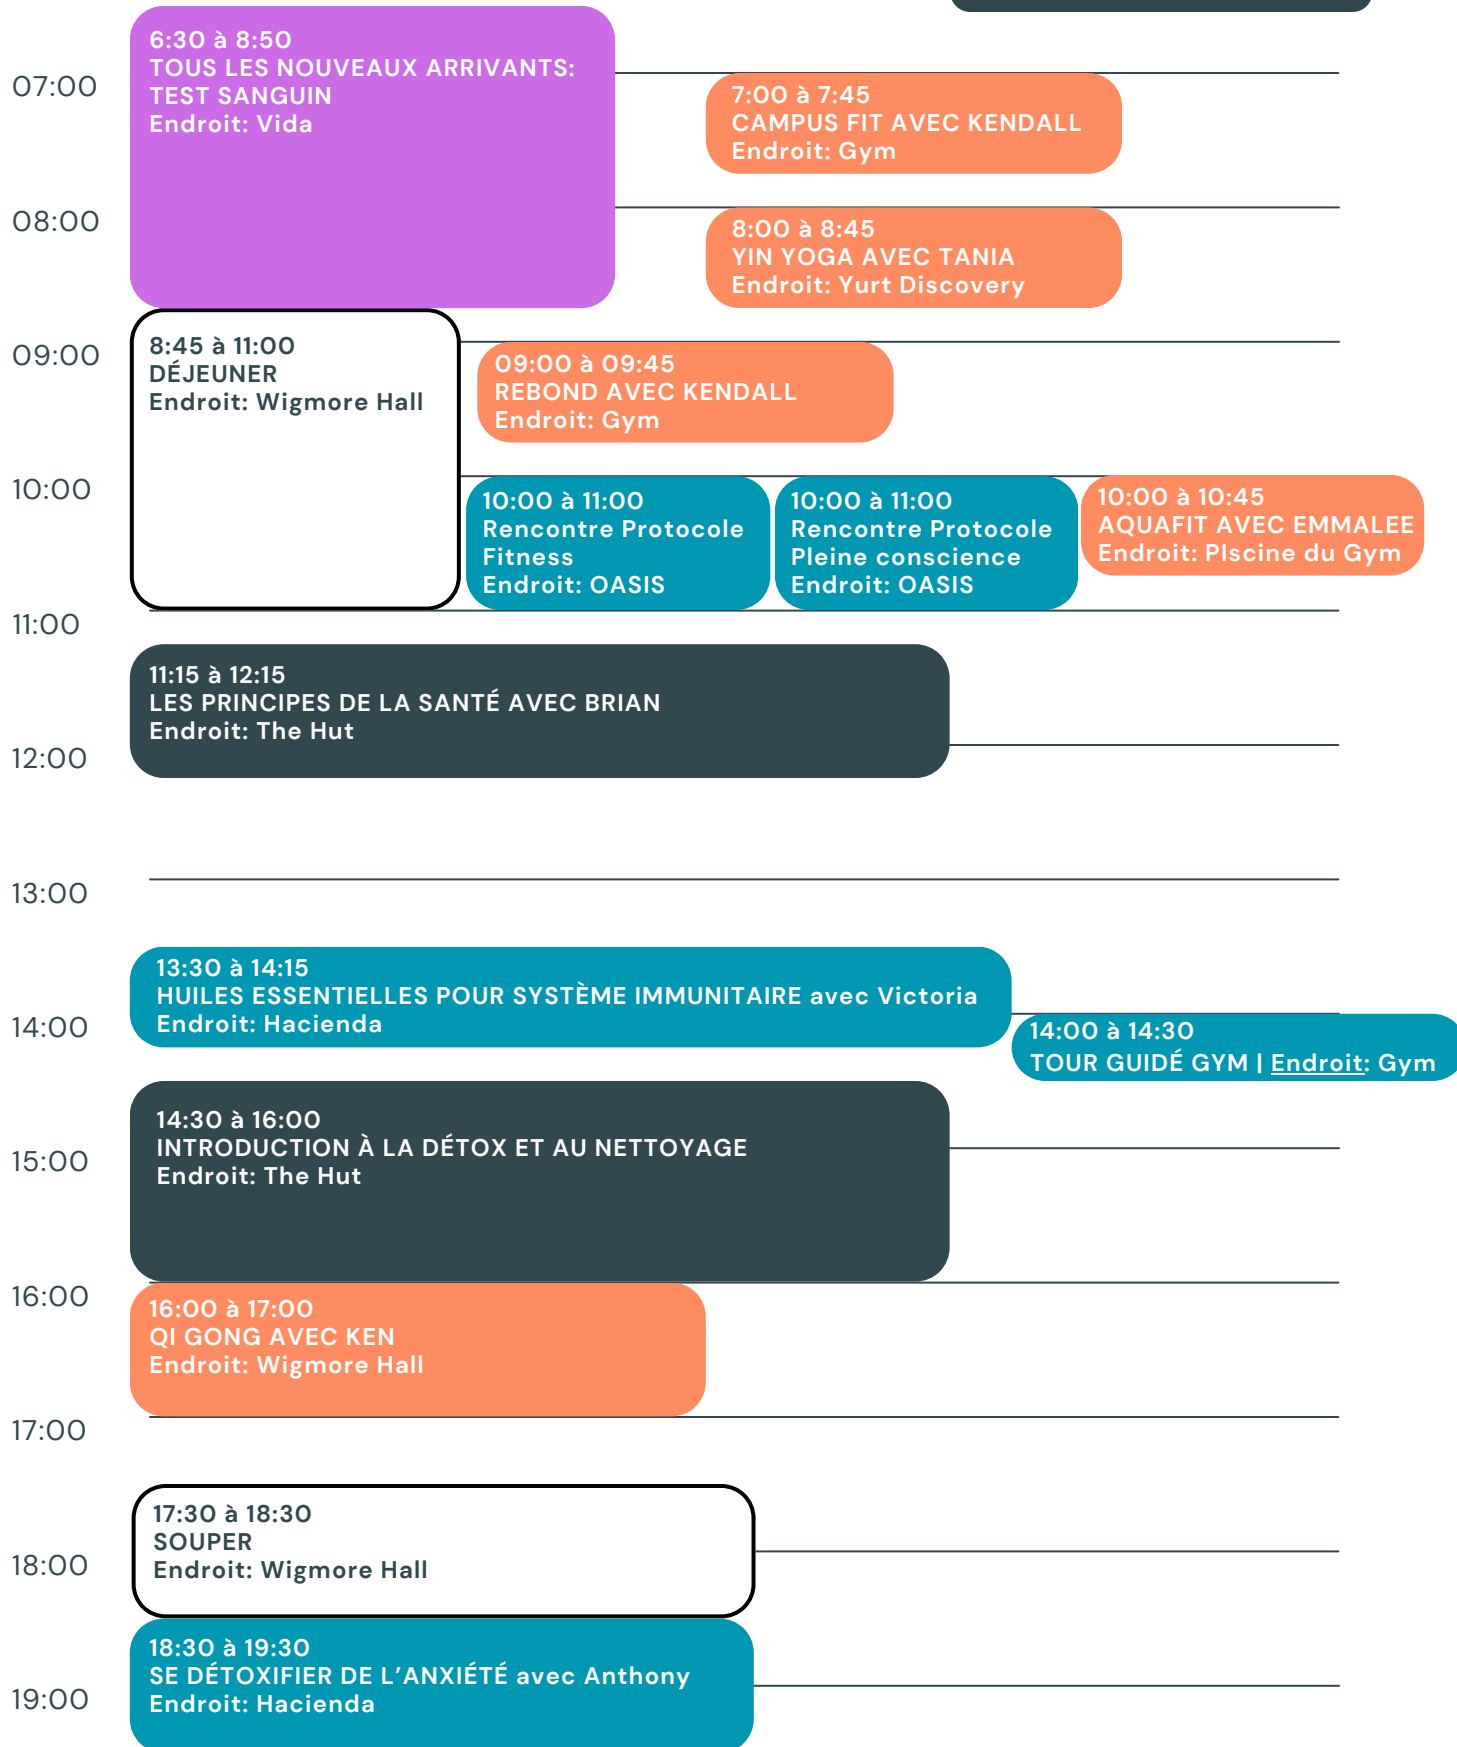 07:00
6:30 à 8:50
TOUS LES NOUVEAUX ARRIVANTS:
TEST SANGUIN
Endroit: Vida
7:00 à 7:45
CAMPUS FIT AVEC KENDALL
Endroit: Gym
08:00
8:00 à 8:45
YIN YOGA AVEC TANIA
Endroit: Yurt Discovery
09:00
8:45 à 11:00
DÉJEUNER
Endroit: Wigmore Hall
09:00 à 09:45
REBOND AVEC KENDALL
Endroit: Gym
10:00
10:00 à 11:00
Rencontre Protocole
Fitness
Endroit: OASIS
10:00 à 11:00
Rencontre Protocole
Pleine conscience
Endroit: OASIS
10:00 à 10:45
AQUAFIT AVEC EMMALEE
Endroit: PIscine du Gym
11:00
11:15 à 12:15
LES PRINCIPES DE LA SANTÉ AVEC BRIAN
Endroit: The Hut
12:00
13:00
13:30 à 14:15
HUILES ESSENTIELLES POUR SYSTÈME IMMUNITAIRE avec Victoria
Endroit: Hacienda
14:00
14:00 à 14:30
TOUR GUIDÉ GYM | Endroit: Gym
14:30 à 16:00
INTRODUCTION À LA DÉTOX ET AU NETTOYAGE
Endroit: The Hut
15:00
16:00
16:00 à 17:00
QI GONG AVEC KEN
Endroit: Wigmore Hall
17:00
17:30 à 18:30
SOUPER
Endroit: Wigmore Hall
18:00
18:30 à 19:30
SE DÉTOXIFIER DE L’ANXIÉTÉ avec Anthony
Endroit: Hacienda
19:00